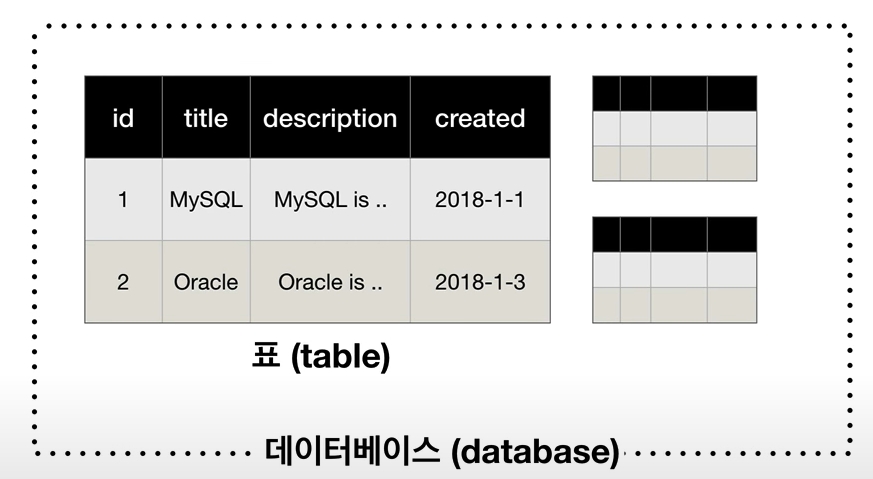 id title description created
1 MySQL MySQL is .. 2018-1-1
2 Oracle Oracle is .. 2018-1-3
표 (table)
데이터베이스 (database)